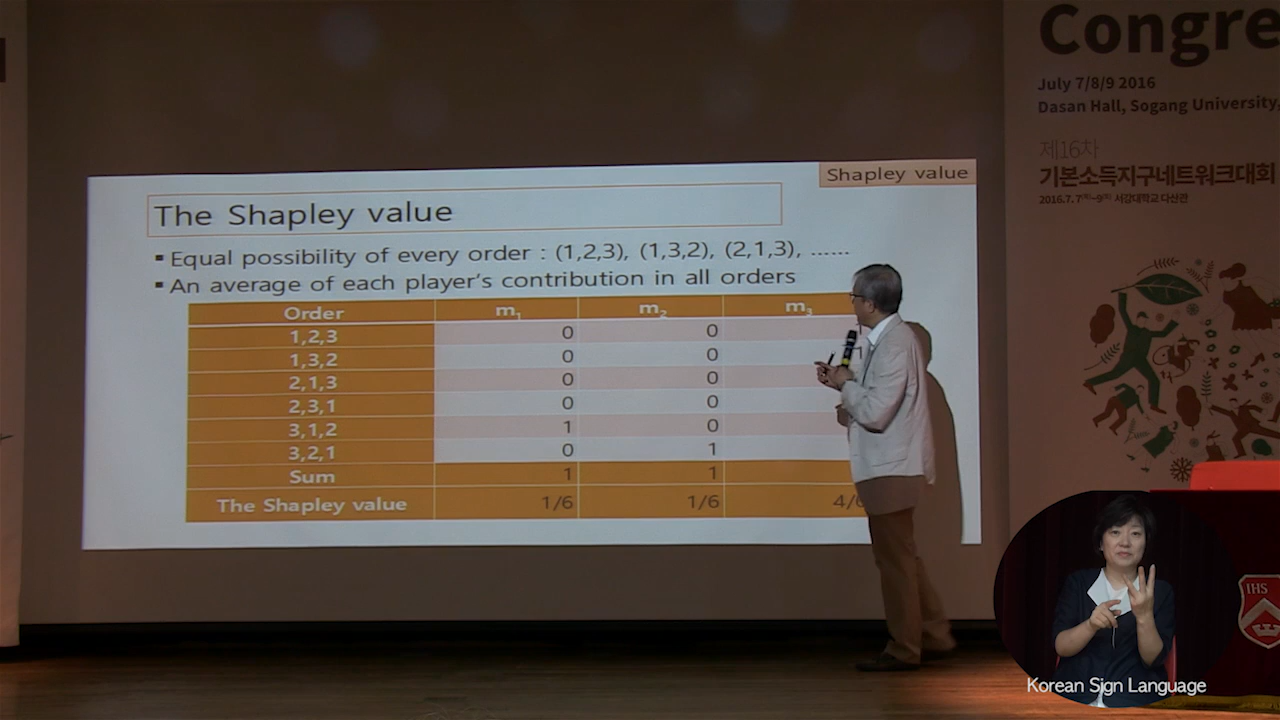 Congre
July 7/8/9 2016
Dasan Hall, Sogang University,
제16차
기본소득지구네트워크대회
2016.7.7(목)-9(토) 서강대학교 다산관
Shapley value
The Shapley value
▪ Equal possibility of every order : (1,2,3), (1,3,2), (2,1,3), ......
▪ An average of each player's contribution in all orders
Order m1 m2 m3
1,2,3 0 0
1,3,2 0 0
2,1,3 0 0
2,3,1 0 0
3,1,2 1 0
3,2,1 0 1
Sum 1 1
The Shapley value 1/6 1/6 4/6
IHS
Korean Sign Language